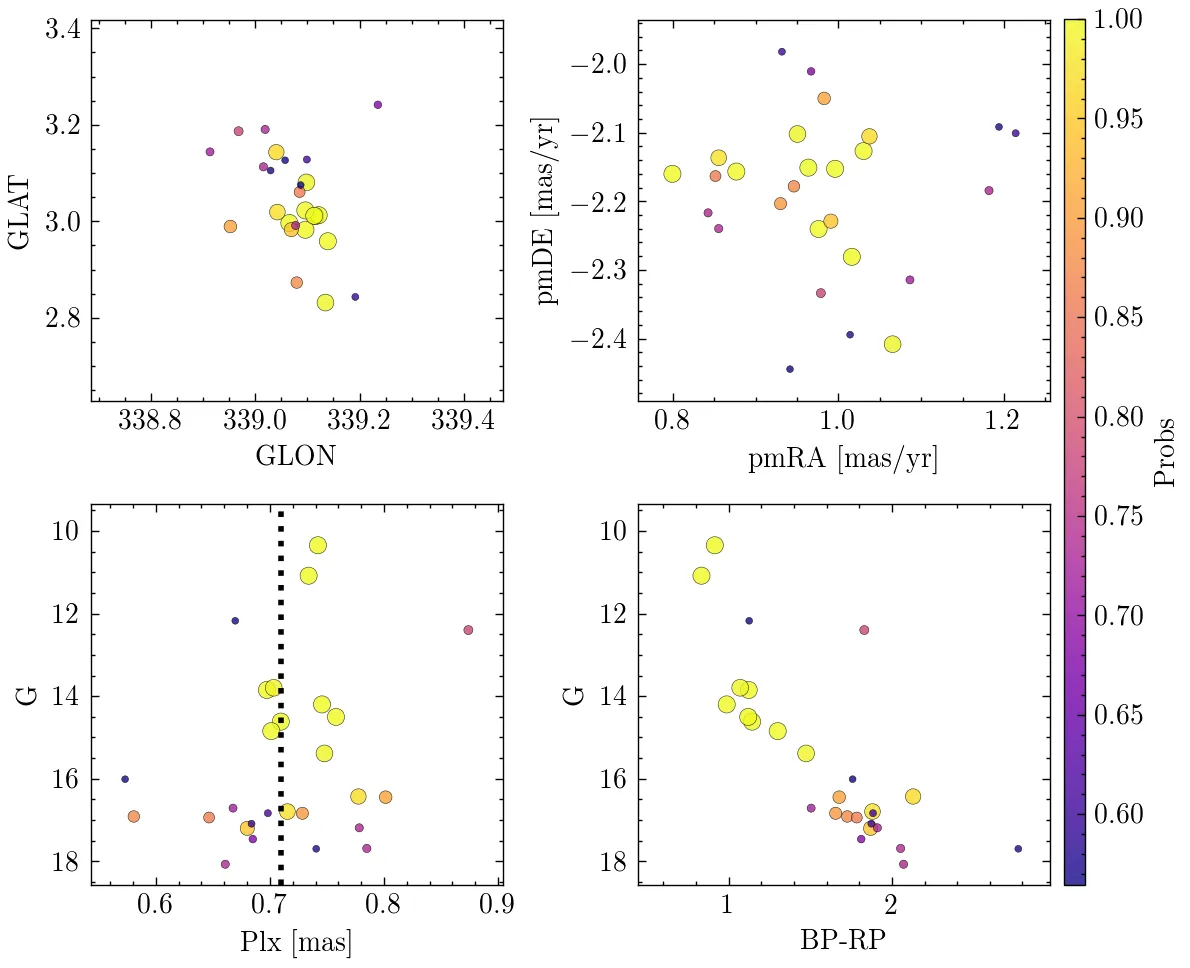 3.4
3.2
3.0
2.8
GLAT
338.8 339.0 339.2 339.4
GLON
−2.0
−2.1
−2.2
−2.3
−2.4
pmDE [mas/yr]
0.8 1.0 1.2
pmRA [mas/yr]
10
12
14
16
18
G
0.6 0.7 0.8 0.9
Plx [mas]
10
12
14
16
18
G
1 2
BP-RP
1.00
0.95
0.90
0.85
0.80
0.75
0.70
0.65
0.60
Probs